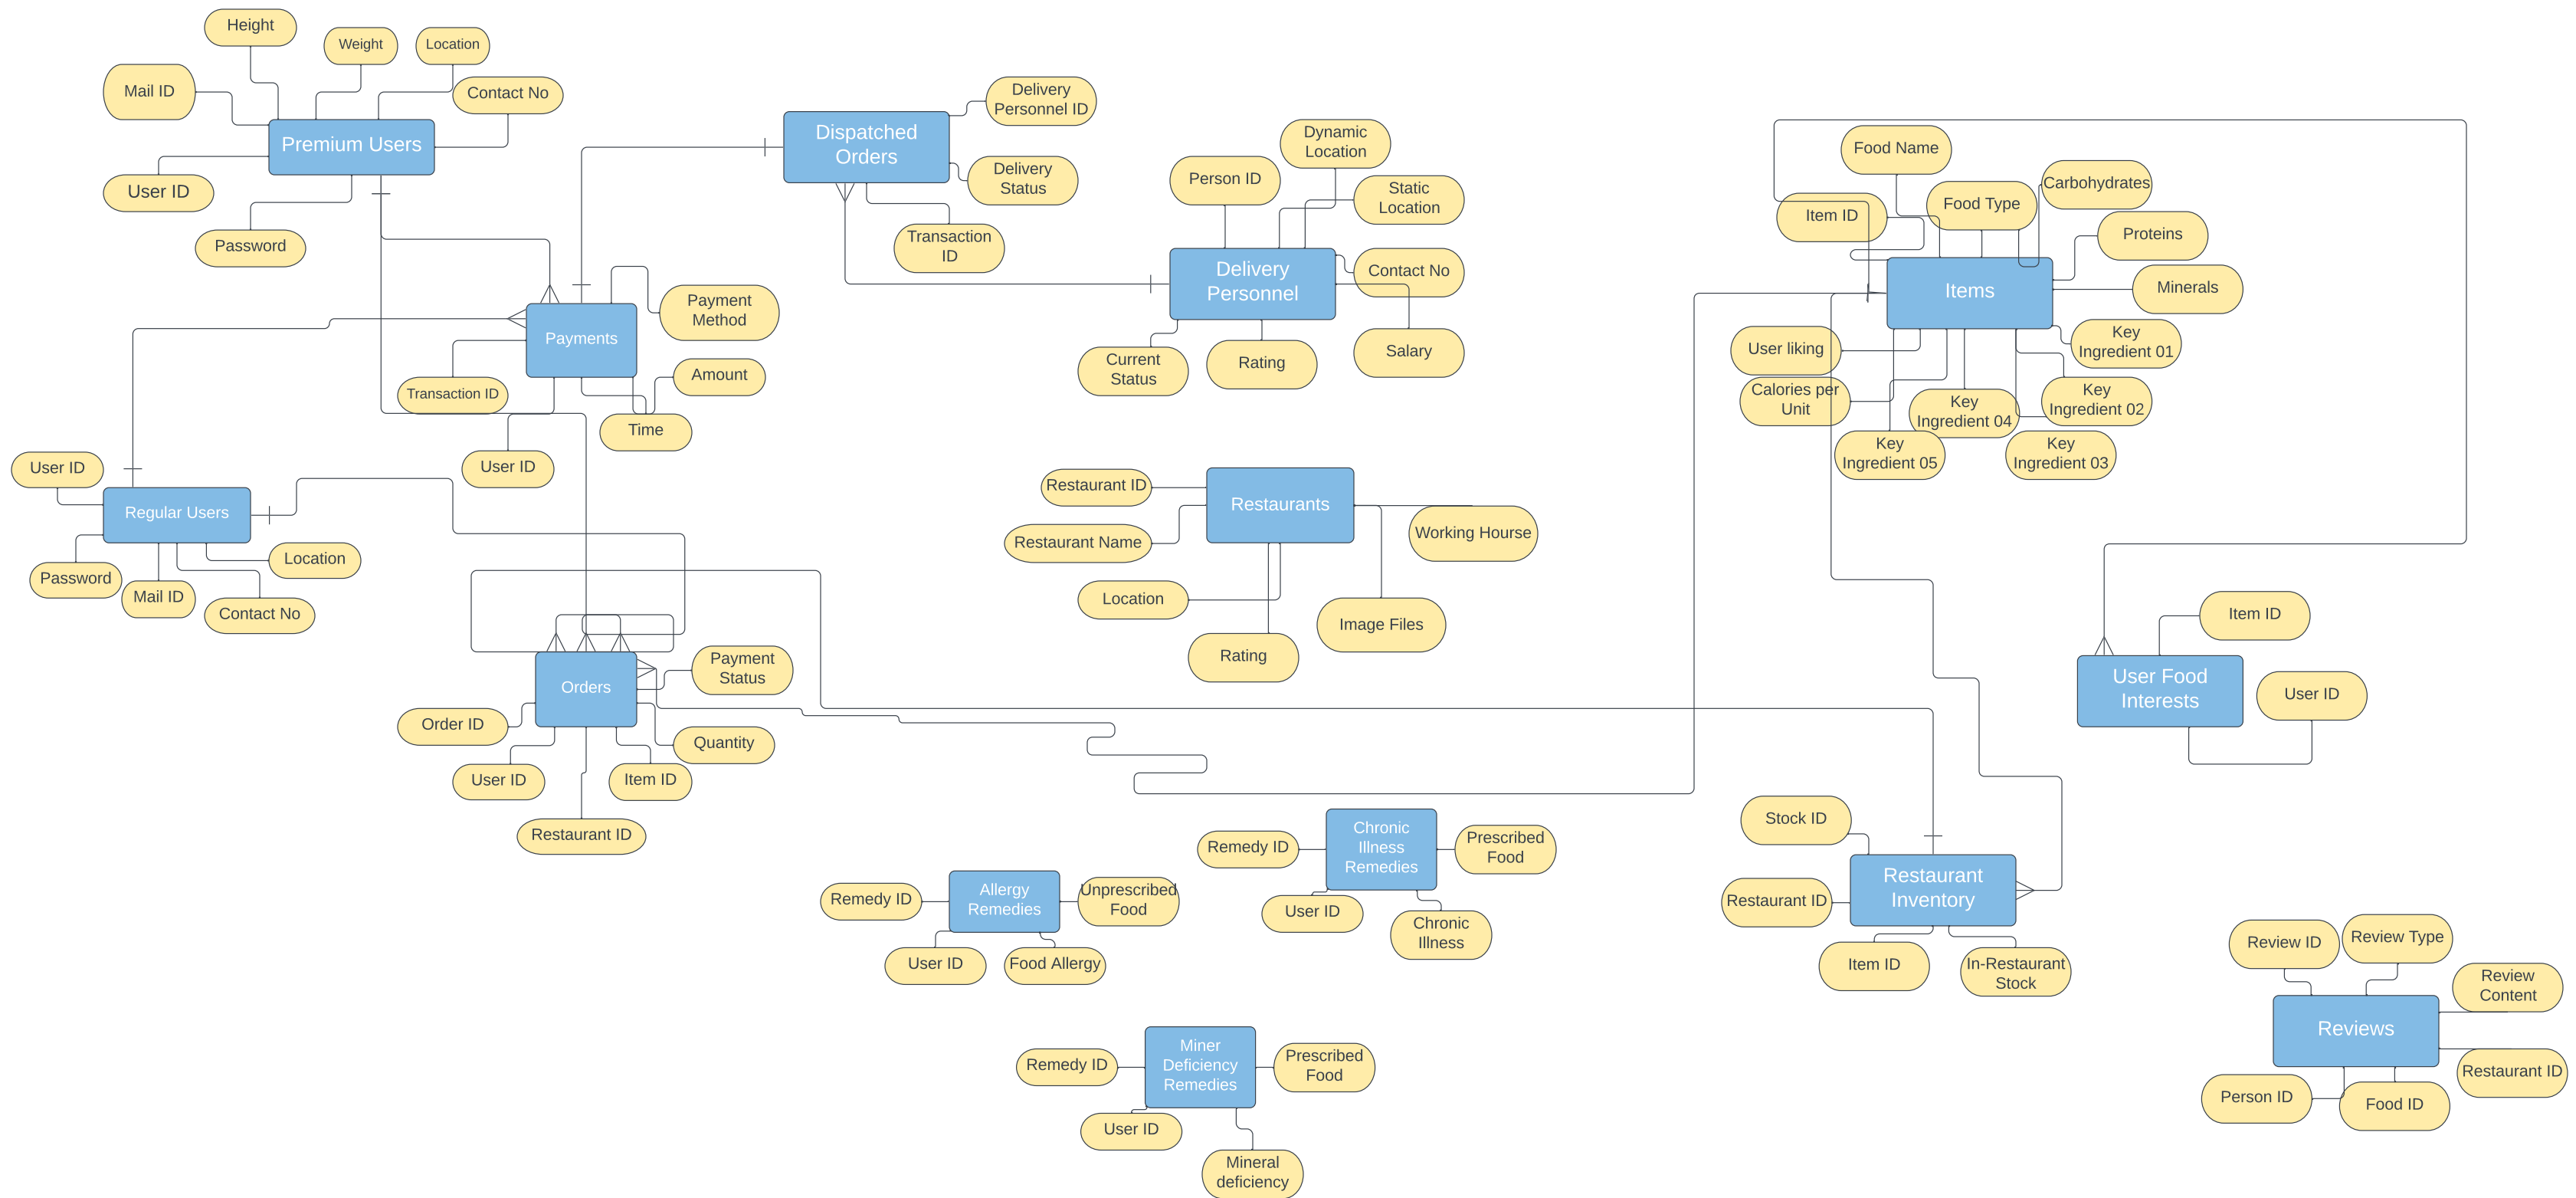 Height
Weight
Location
Mail ID
Contact No
Premium Users
User ID
Password
Dispatched
Orders
Delivery
Personnel ID
Delivery
Status
Transaction
ID
Payments
Payment
Method
Transaction ID
Amount
Time
User ID
Person ID
Dynamic
Location
Static
Location
Delivery
Personnel
Contact No
Current
Status
Rating
Salary
Food Name
Carbohydrates
Item ID
Food Type
Proteins
Items
Minerals
User liking
Key
Ingredient 01
Calories per
Unit
Key
Ingredient 04
Key
Ingredient 02
Key
Ingredient 05
Key
Ingredient 03
User ID
Regular Users
Location
Password
Mail ID
Contact No
Restaurant ID
Restaurants
Restaurant Name
Working Hourse
Location
Image Files
Rating
Orders
Payment
Status
Order ID
Quantity
User ID
Item ID
Restaurant ID
Item ID
User Food
Interests
User ID
Remedy ID
Chronic
Illness
Remedies
Prescribed
Food
User ID
Chronic
Illness
Remedy ID
Allergy
Remedies
Unprescribed
Food
User ID
Food Allergy
Stock ID
Restaurant
Inventory
Restaurant ID
Item ID
In-Restaurant
Stock
Review ID
Review Type
Review
Content
Reviews
Restaurant ID
Person ID
Food ID
Remedy ID
Miner
Deficiency
Remedies
Prescribed
Food
User ID
Mineral
deficiency